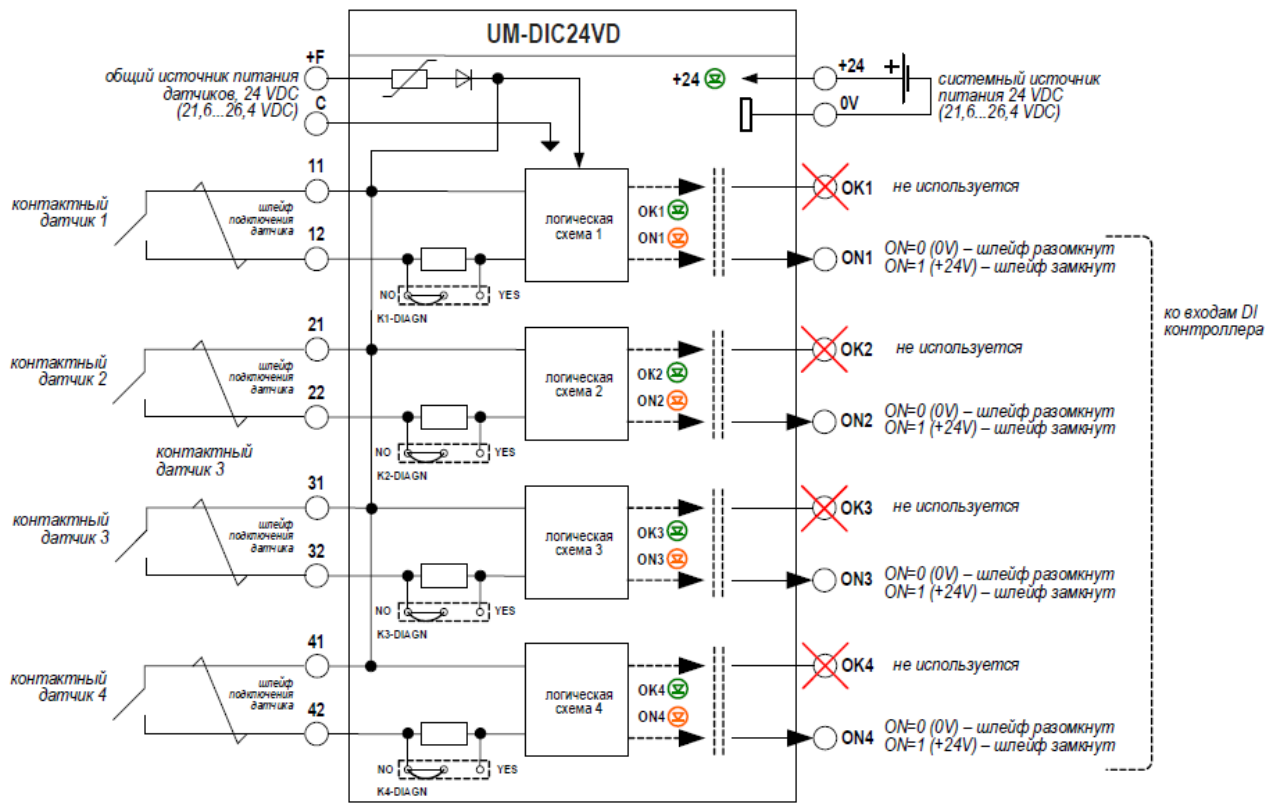 UM-DIC24VD
+F
общий источник питания
датчиков, 24 VDC
(21,6...26,4 VDC)
C
+24
+24
+
0V
системный источник
питания 24 VDC
(21,6...26,4 VDC)
11
контактный
датчик 1
шлейф
подключения
датчика
12
логическая
схема 1
OK1
ON1
OK1
не используется
ON1
ON=0 (0V) – шлейф разомкнут
ON=1 (+24V) – шлейф замкнут
NO
YES
K1-DIAGN
ко входам DI
контроллера
21
контактный
датчик 2
шлейф
подключения
датчика
22
логическая
схема 2
OK2
ON2
OK2
не используется
ON2
ON=0 (0V) – шлейф разомкнут
ON=1 (+24V) – шлейф замкнут
NO
YES
K2-DIAGN
контактный
датчик 3
31
контактный
датчик 3
шлейф
подключения
датчика
32
логическая
схема 3
OK3
ON3
OK3
не используется
ON3
ON=0 (0V) – шлейф разомкнут
ON=1 (+24V) – шлейф замкнут
NO
YES
K3-DIAGN
41
контактный
датчик 4
шлейф
подключения
датчика
42
логическая
схема 4
OK4
ON4
OK4
не используется
ON4
ON=0 (0V) – шлейф разомкнут
ON=1 (+24V) – шлейф замкнут
NO
YES
K4-DIAGN